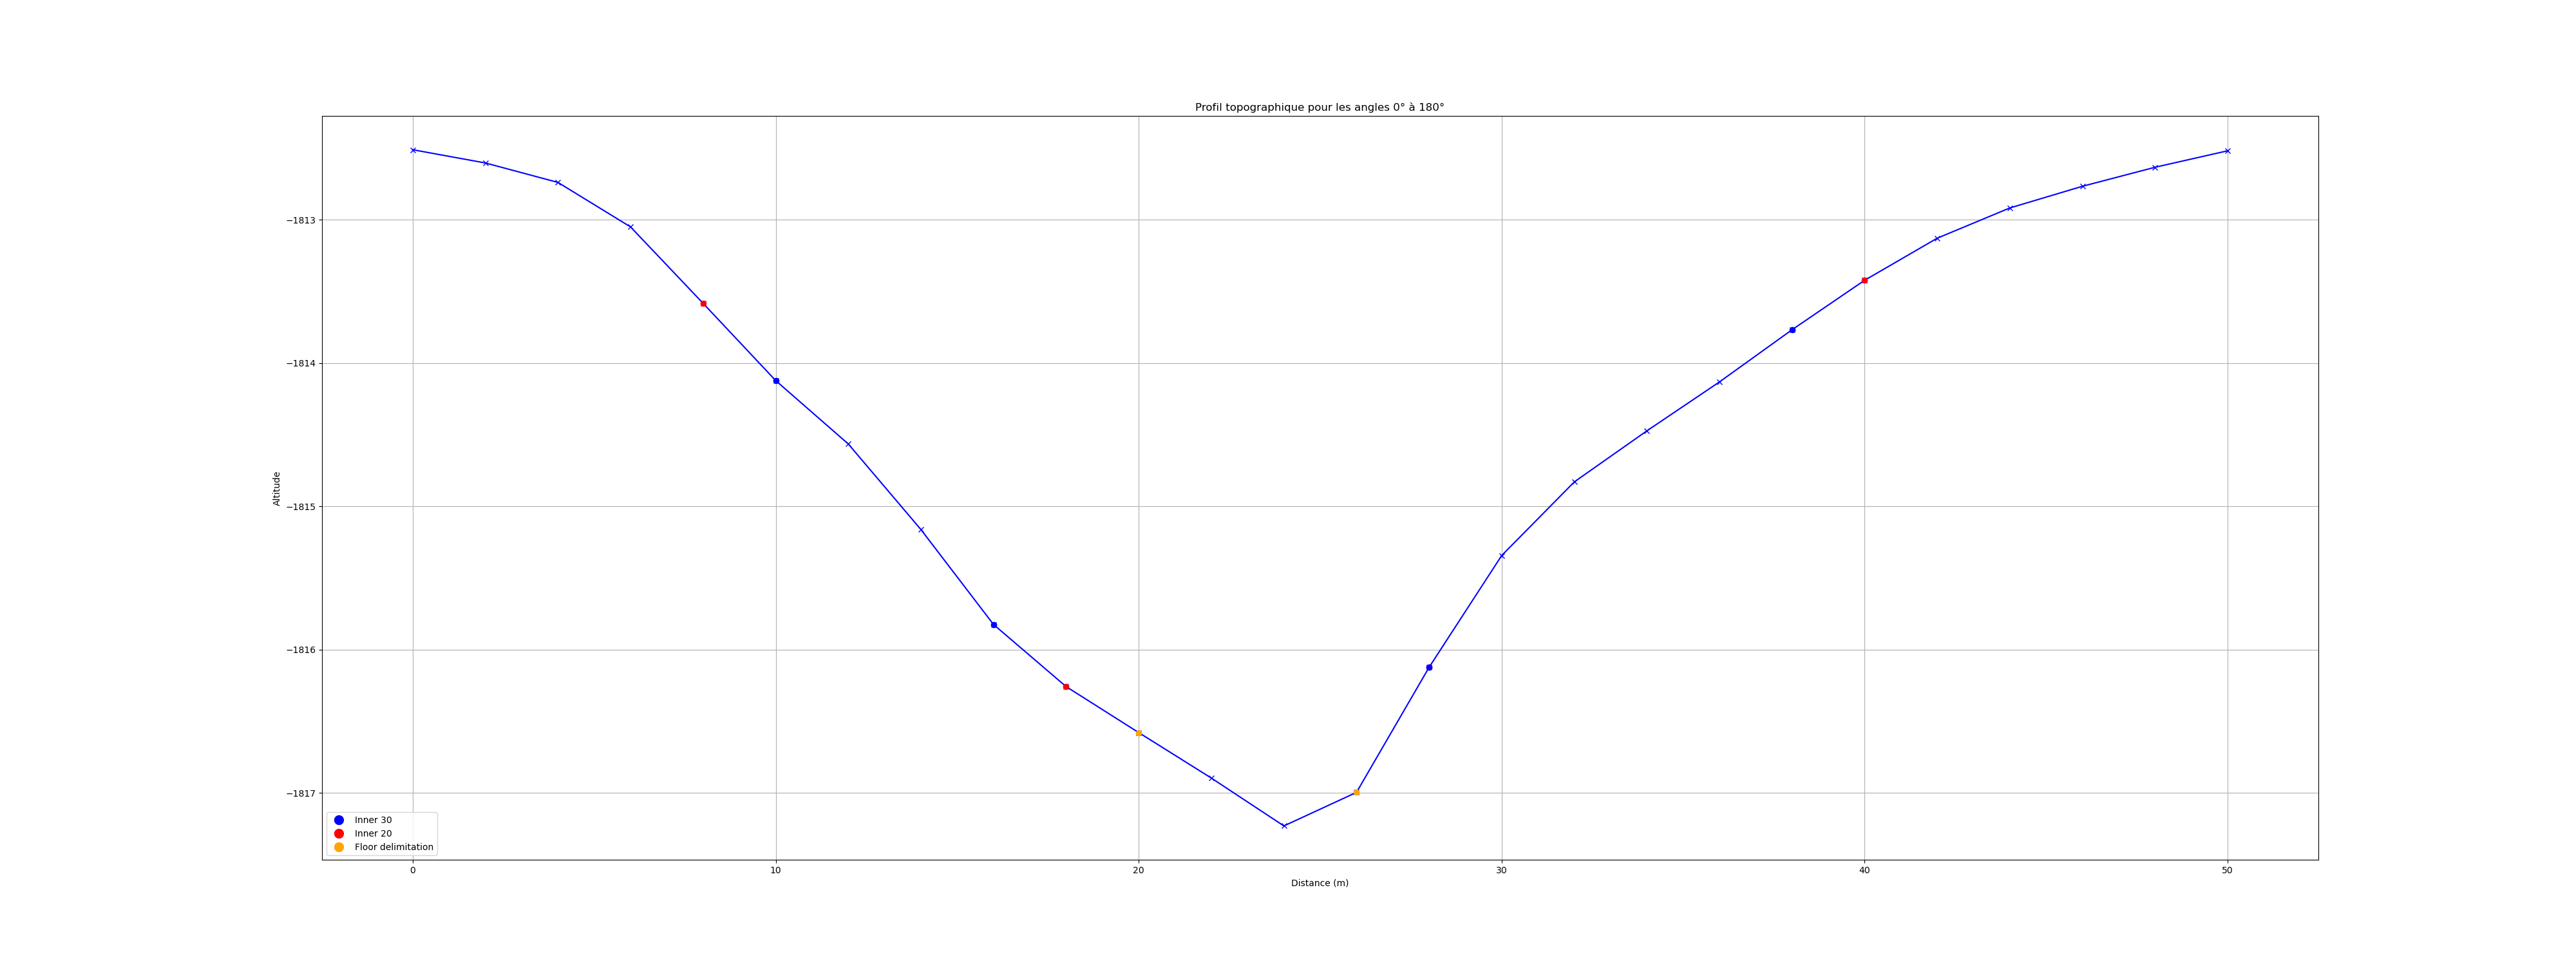 Profil topographique pour les angles 0° à 180°
Altitude
−1813
−1814
−1815
−1816
−1817
Inner 30
Inner 20
Floor delimitation
0 10 20 30 40 50
Distance (m)